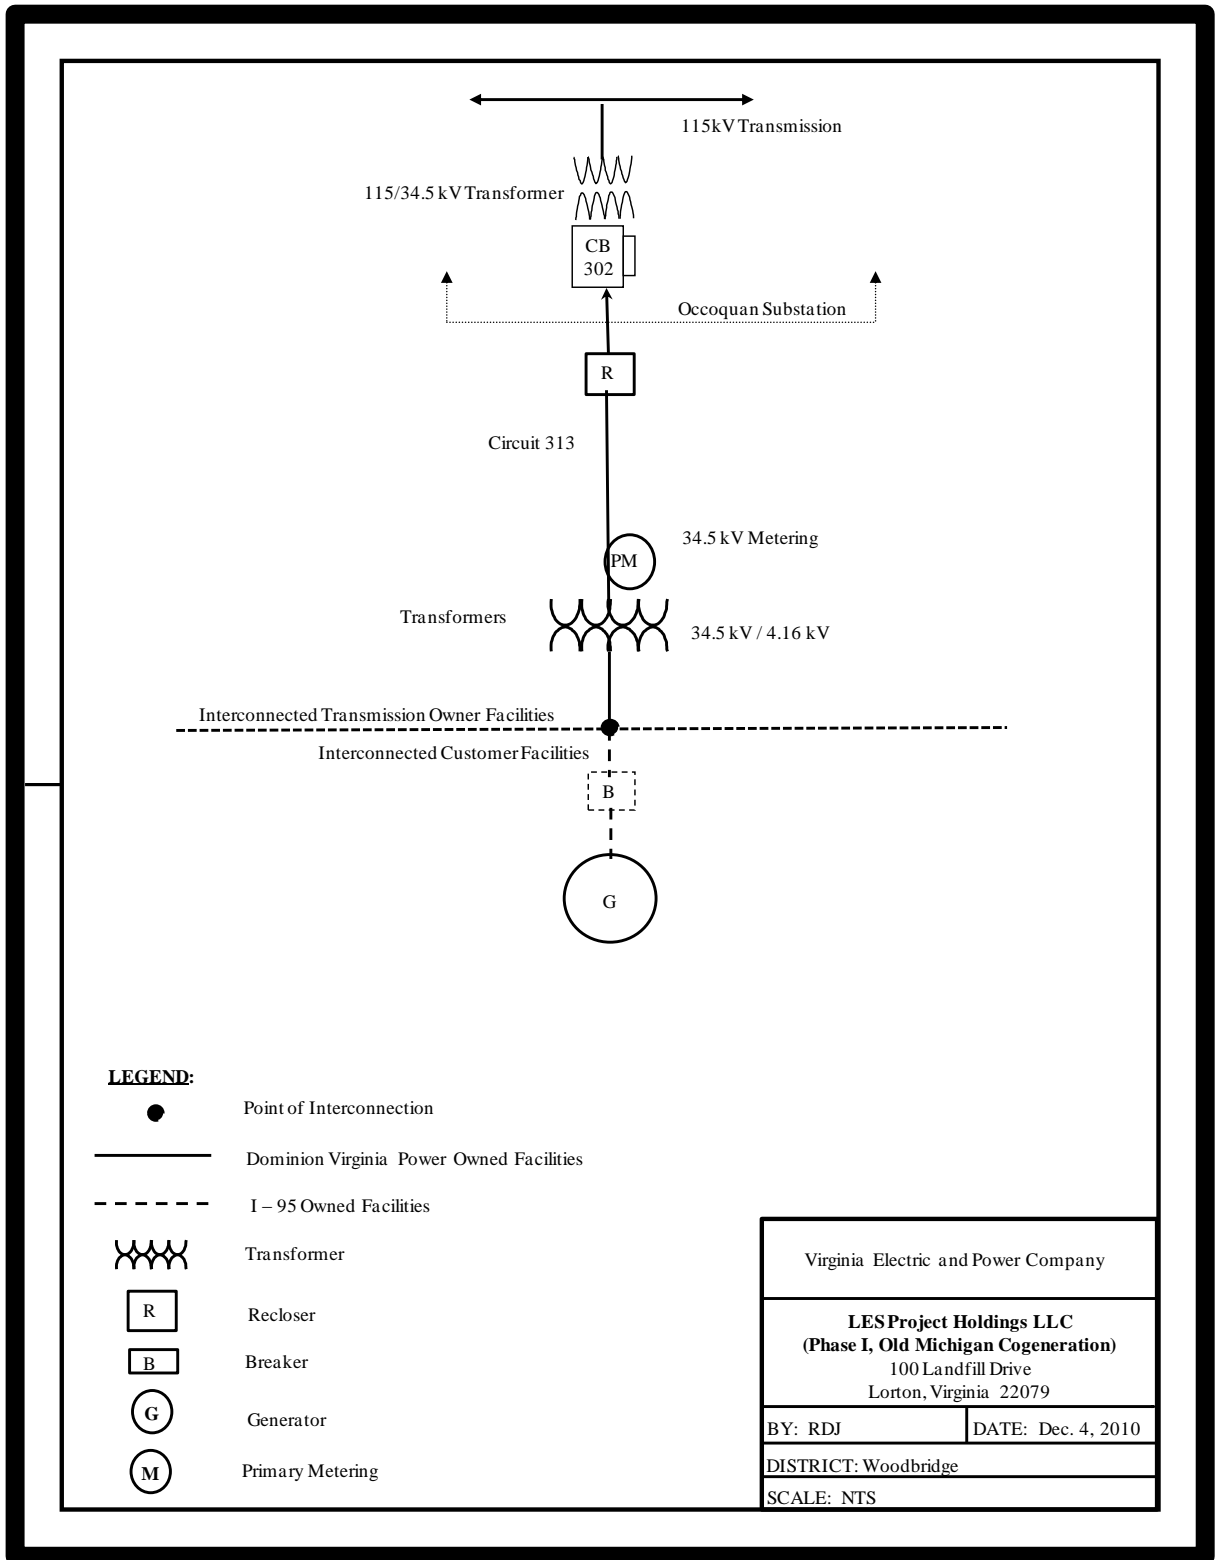 115kV Transmission
115/34.5 kV Transformer
CB
302
Occoquan Substation
R
Circuit 313
34.5 kV Metering
PM
Transformers
34.5 kV / 4.16 kV
Interconnected Transmission Owner Facilities
Interconnected Customer Facilities
B
G
LEGEND:
Point of Interconnection
Dominion Virginia Power Owned Facilities
I – 95 Owned Facilities
Transformer
R
Recloser
B
Breaker
G
Generator
M
Primary Metering
Virginia Electric and Power Company
LES Project Holdings LLC
(Phase I, Old Michigan Cogeneration)
100 Landfill Drive
Lorton, Virginia 22079
BY: RDJ
DATE: Dec. 4, 2010
DISTRICT: Woodbridge
SCALE: NTS